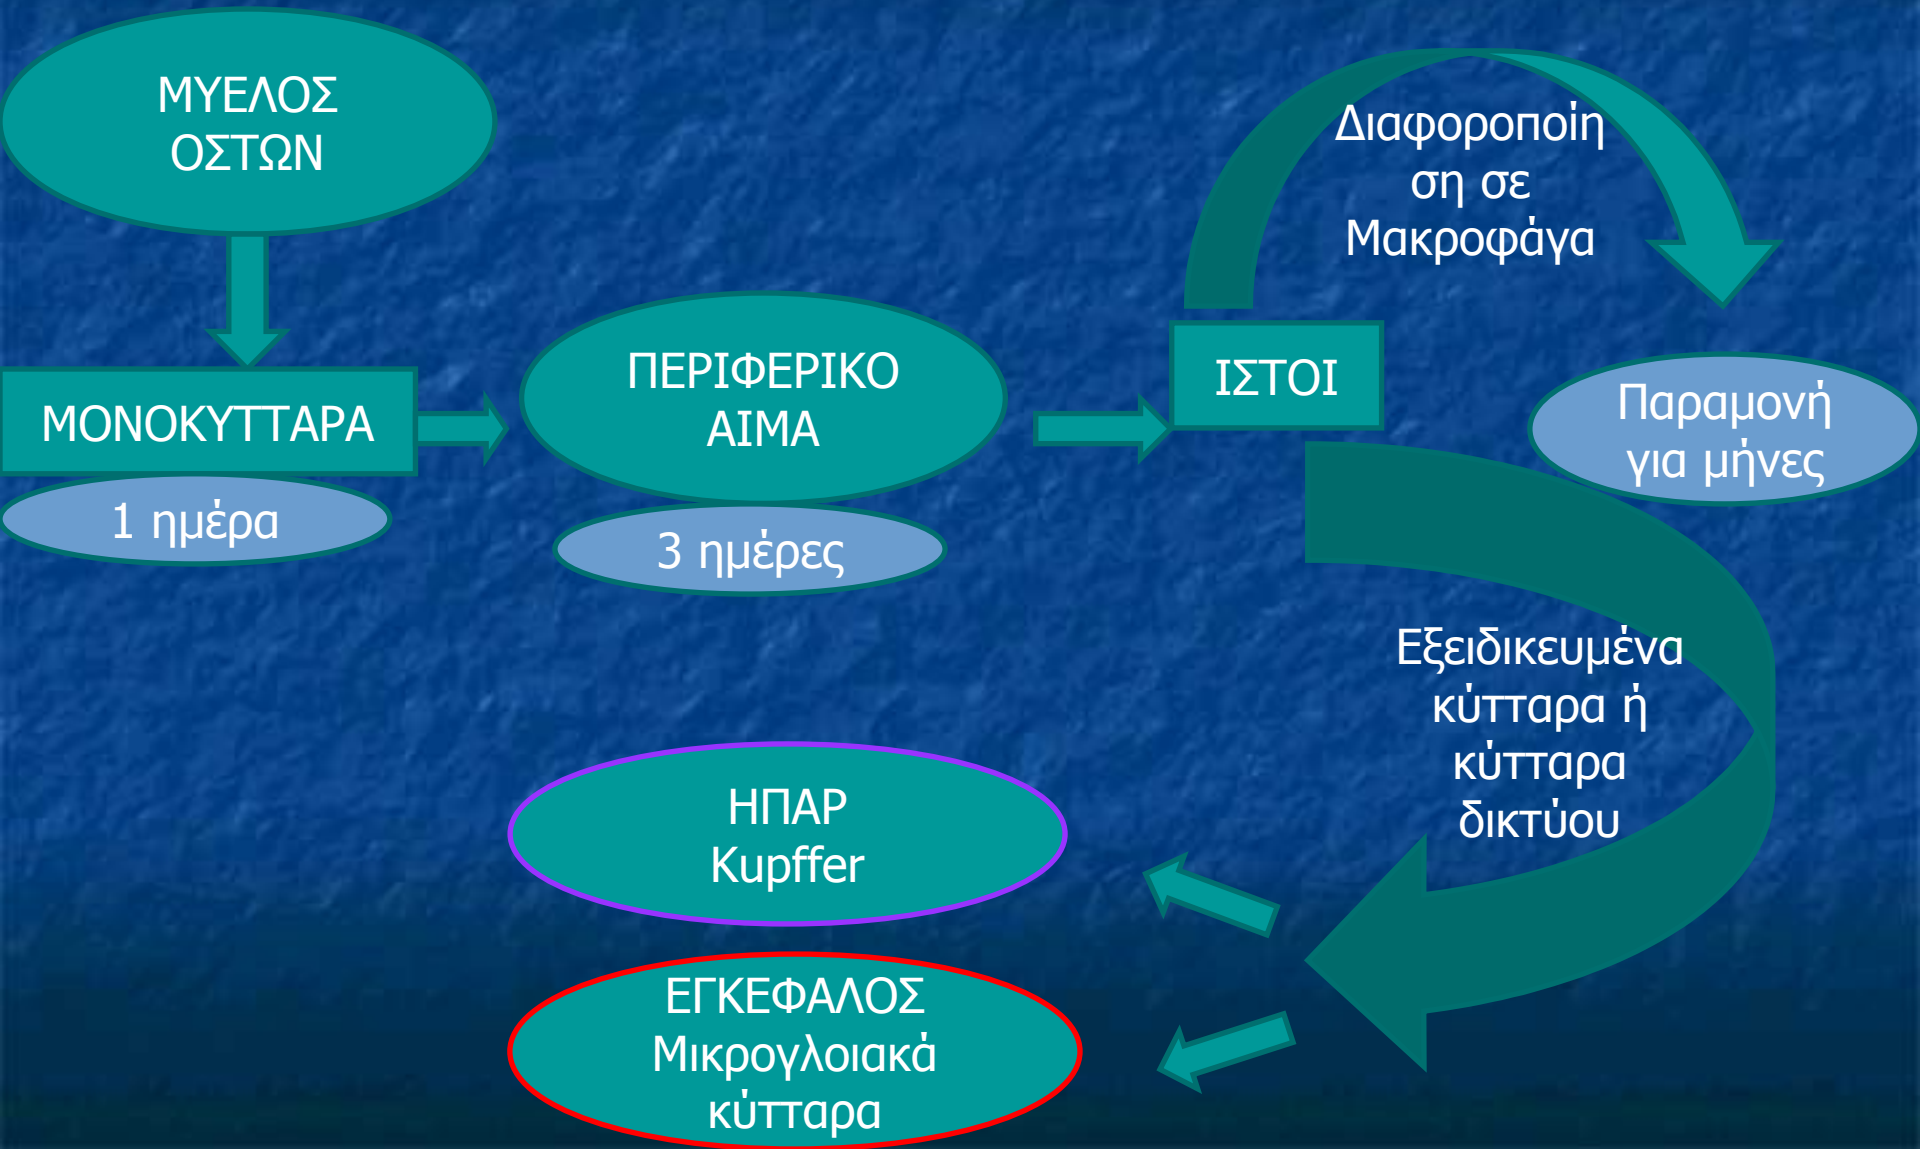 ΜΥΕΛΟΣ
ΟΣΤΩΝ
ΜΟΝΟΚΥΤΤΑΡΑ
1 ημέρα
ΠΕΡΙΦΕΡΙΚΟ
ΑΙΜΑ
3 ημέρες
ΙΣΤΟΙ
Διαφοροποίη
ση σε
Μακροφάγα
Παραμονή
για μήνες
Εξειδικευμένα
κύτταρα ή
κύτταρα
δικτύου
ΗΠΑΡ
Kupffer
ΕΓΚΕΦΑΛΟΣ
Μικρογλοιακά
κύτταρα